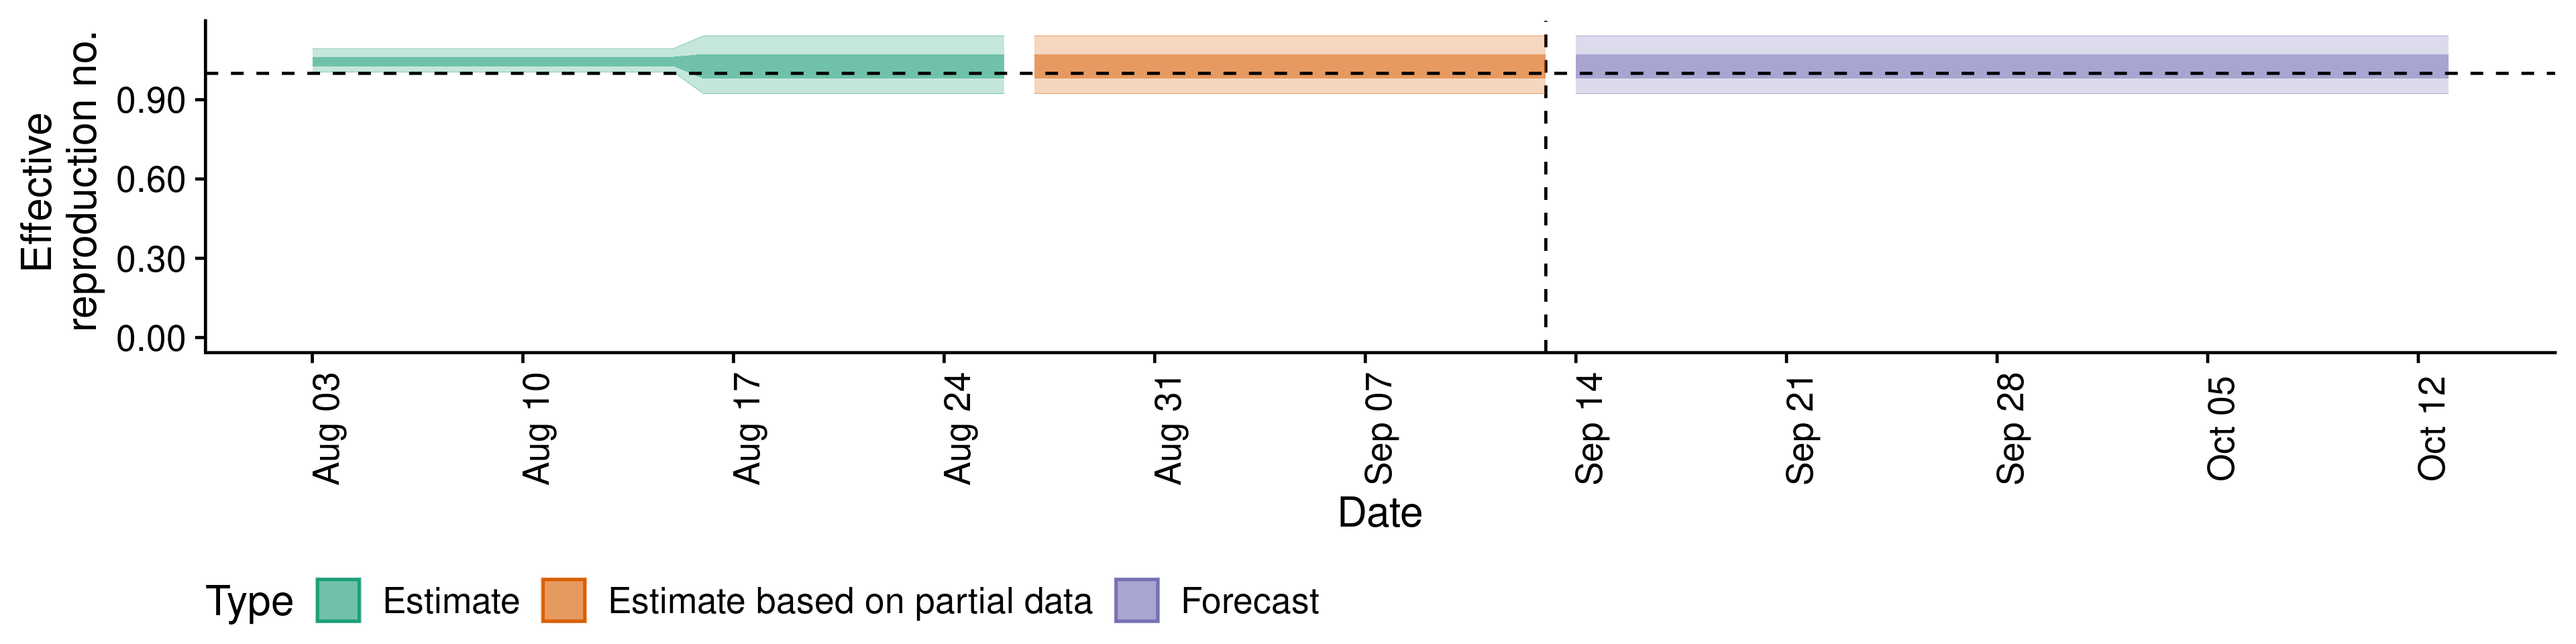 Effective
reproduction no.
0.90
0.60
0.30
0.00
Aug 03
Aug 10
Aug 17
Aug 24
Aug 31
Sep 07
Sep 14
Sep 21
Sep 28
Oct 05
Oct 12
Date
Type Estimate Estimate based on partial data Forecast